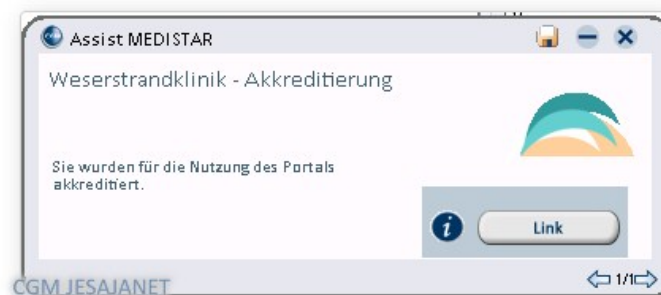 Assist MEDISTAR
Weserstrandklinik - Akkreditierung
Sie wurden für die Nutzung des Portals
akkreditiert.
Link
1/1
CGM JESAJANET